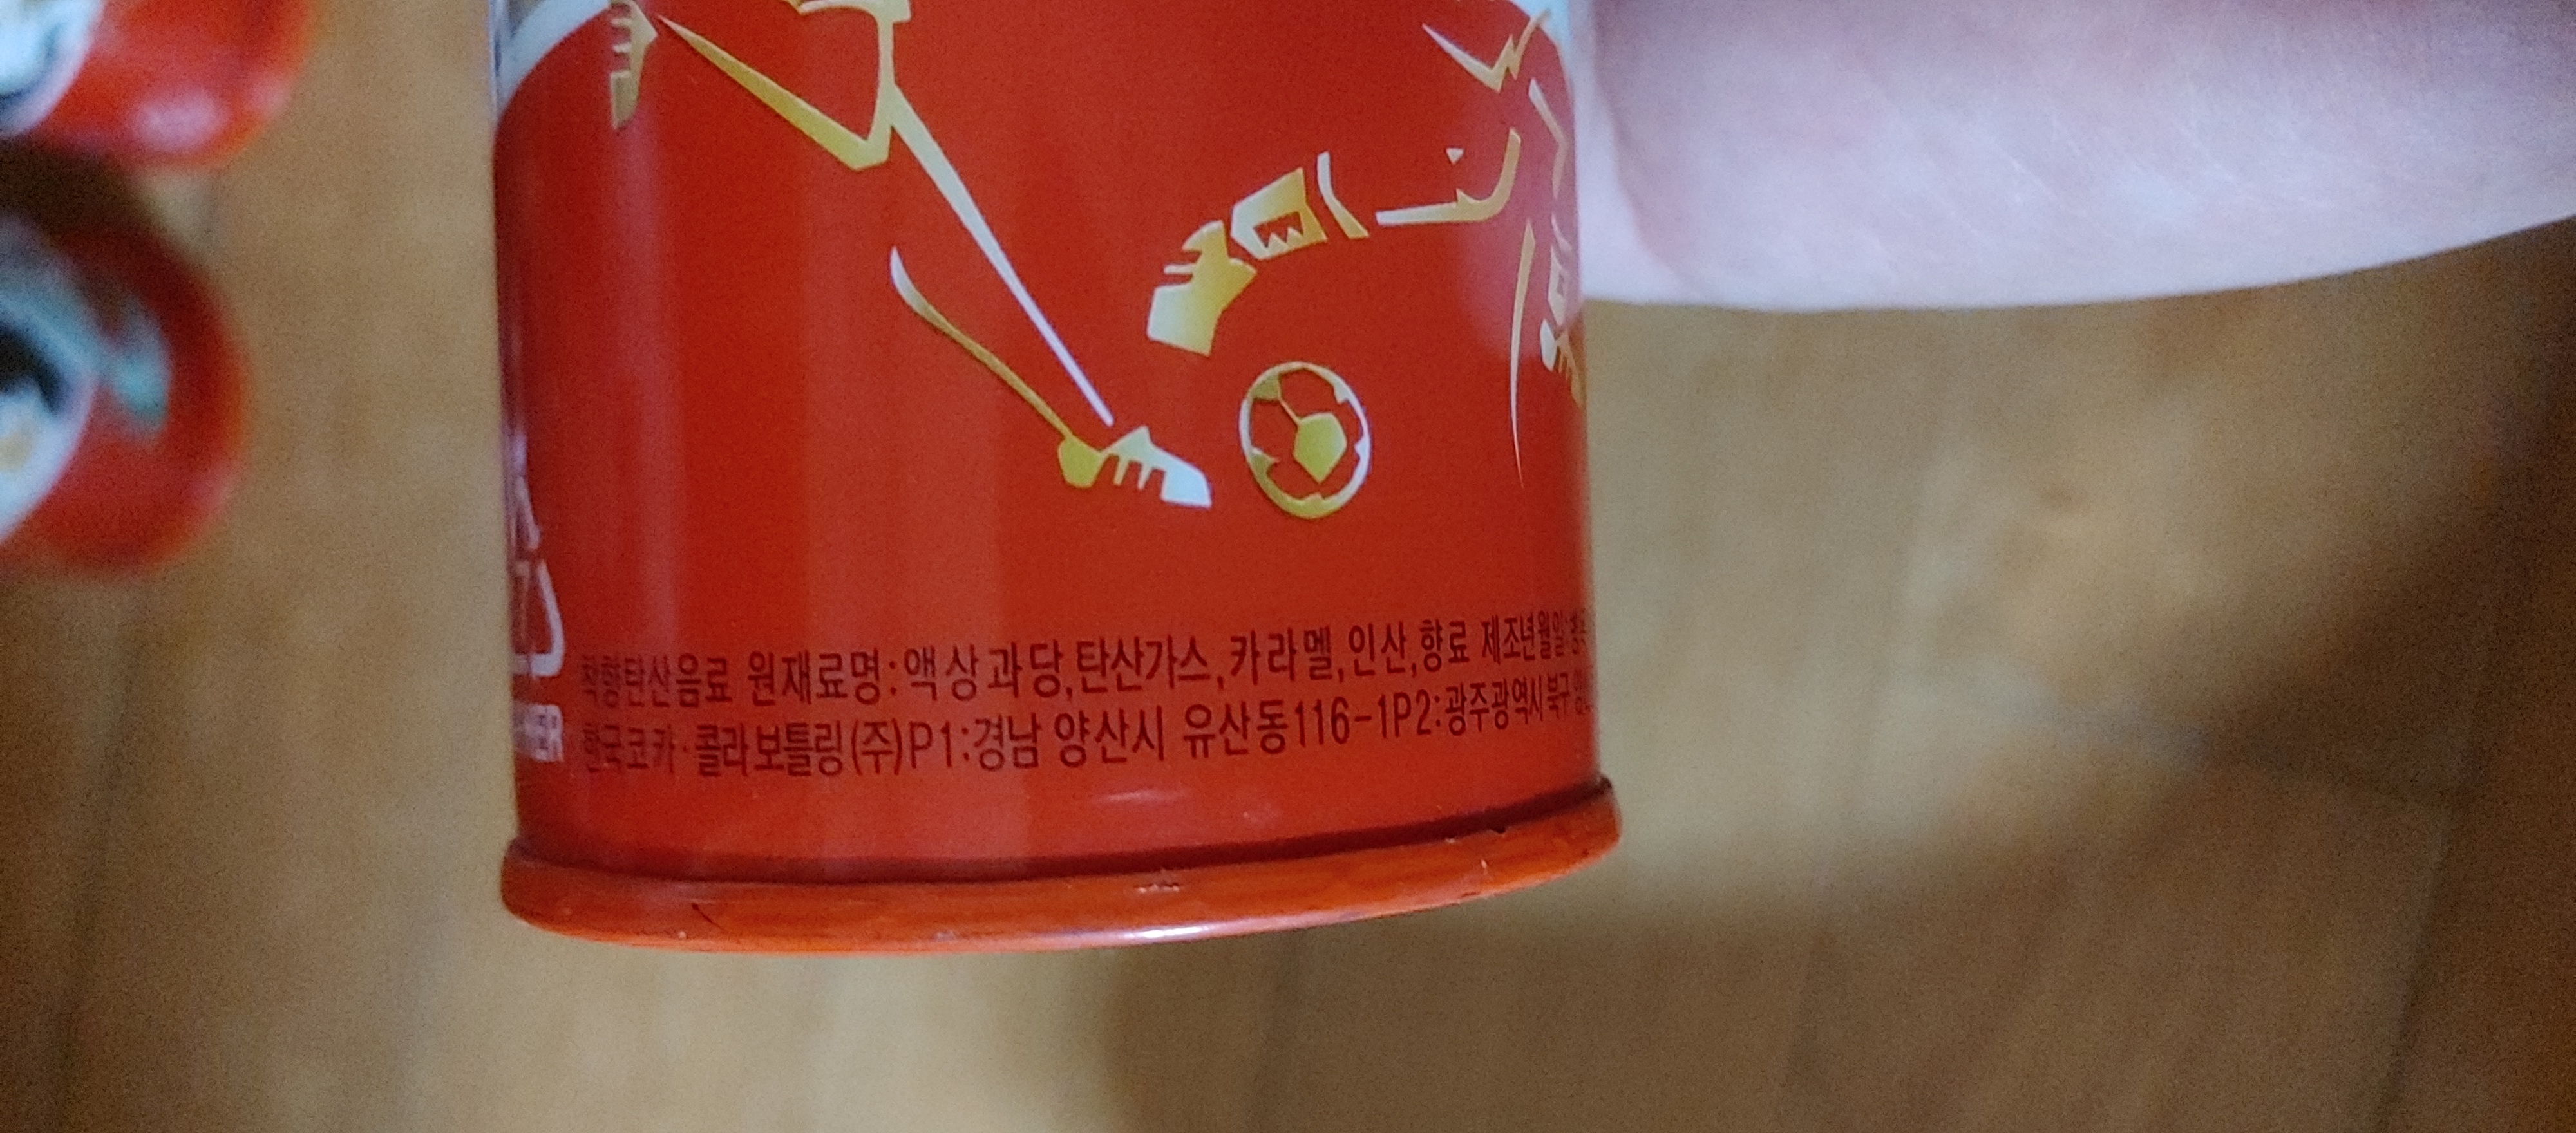 착향탄산음료 원재료명:액상과당,탄산가스,카라멜,인산,향료 제조년월일:
한국코카·콜라보틀링(주)P1:경남 양산시 유산동116-1P2:광주광역시 북구